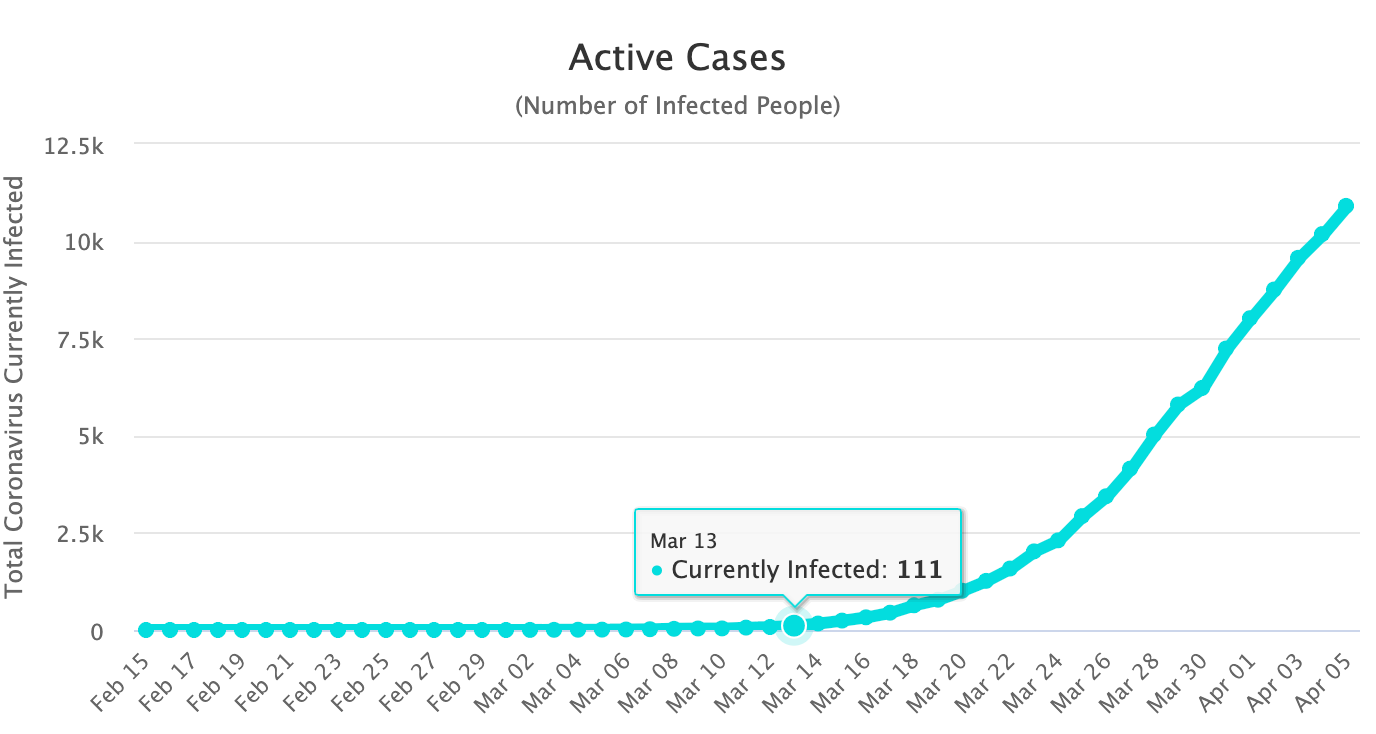 Active Cases
(Number of Infected People)
Total Coronavirus Currently Infected
12.5k
10k
7.5k
5k
2.5k
0
Mar 13
Currently Infected: 111
Feb 15
Feb 17
Feb 19
Feb 21
Feb 23
Feb 25
Feb 27
Feb 29
Mar 02
Mar 04
Mar 06
Mar 08
Mar 10
Mar 12
Mar 14
Mar 16
Mar 18
Mar 20
Mar 22
Mar 24
Mar 26
Mar 28
Mar 30
Apr 01
Apr 03
Apr 05